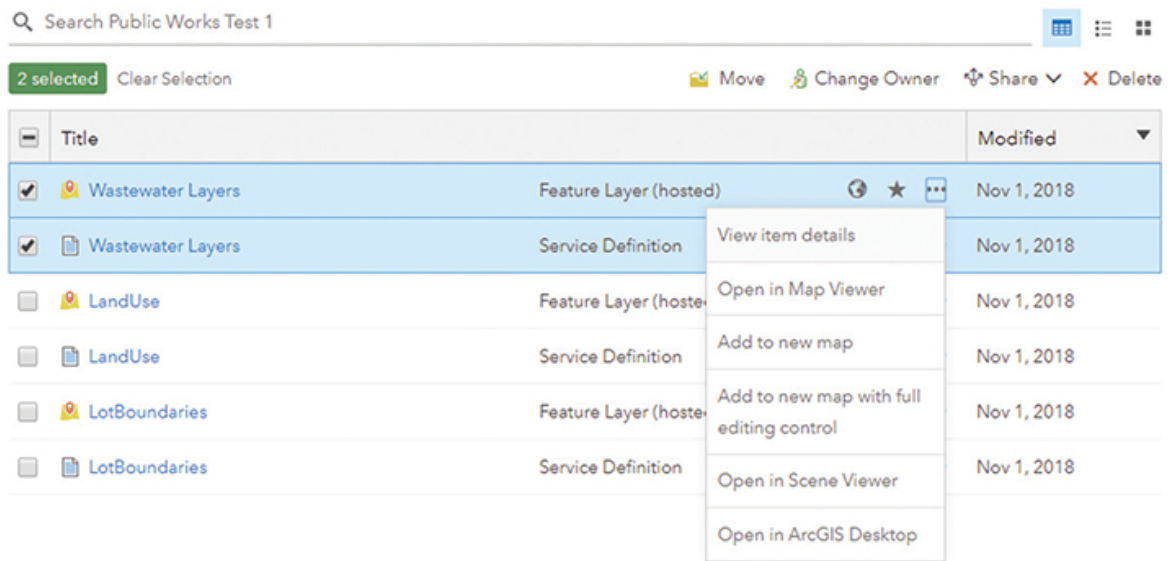 Search Public Works Test 1
2 selected Clear Selection Move Change Owner Share Delete
Title Modified
Wastewater Layers Feature Layer (hosted) Nov 1, 2018
Wastewater Layers Service Definition Nov 1, 2018
LandUse Feature Layer (hoste Nov 1, 2018
LandUse Service Definition Nov 1, 2018
LotBoundaries Feature Layer (hoste Nov 1, 2018
LotBoundaries Service Definition Nov 1, 2018
View item details
Open in Map Viewer
Add to new map
Add to new map with full
editing control
Open in Scene Viewer
Open in ArcGIS Desktop